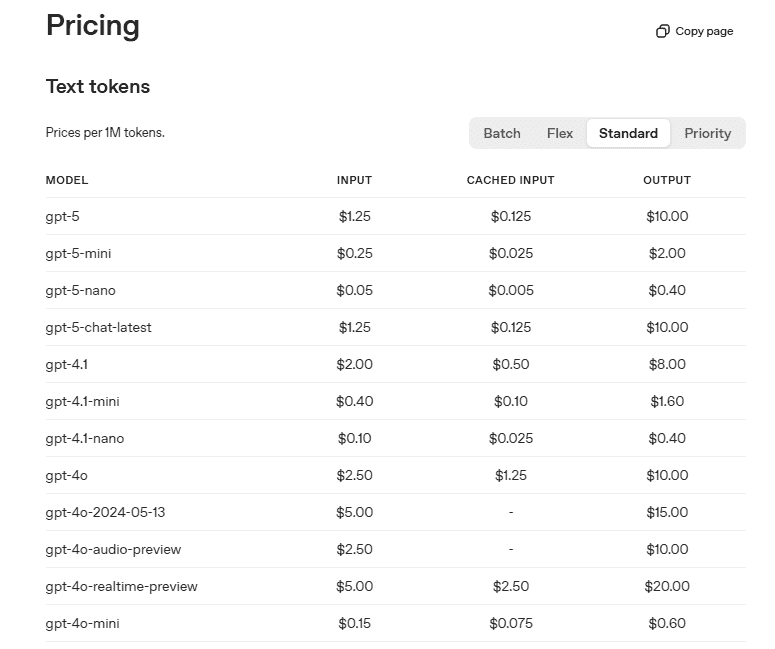 Pricing
Copy page
Text tokens
Prices per 1M tokens.
Batch Flex Standard Priority
MODEL INPUT CACHED INPUT OUTPUT
gpt-5 $1.25 $0.125 $10.00
gpt-5-mini $0.25 $0.025 $2.00
gpt-5-nano $0.05 $0.005 $0.40
gpt-5-chat-latest $1.25 $0.125 $10.00
gpt-4.1 $2.00 $0.50 $8.00
gpt-4.1-mini $0.40 $0.10 $1.60
gpt-4.1-nano $0.10 $0.025 $0.40
gpt-4o $2.50 $1.25 $10.00
gpt-4o-2024-05-13 $5.00 - $15.00
gpt-4o-audio-preview $2.50 - $10.00
gpt-4o-realtime-preview $5.00 $2.50 $20.00
gpt-4o-mini $0.15 $0.075 $0.60